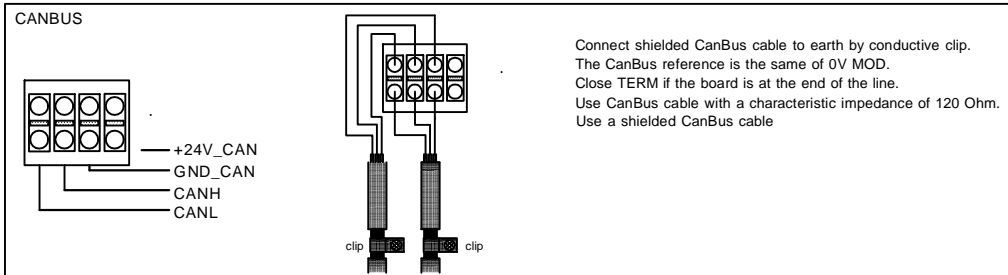 CANBUS
+24V_CAN
GND_CAN
CANH
CANL
clip
clip
Connect shielded CanBus cable to earth by conductive clip.
The CanBus reference is the same of 0V MOD.
Close TERM if the board is at the end of the line.
Use CanBus cable with a characteristic impedance of 120 Ohm.
Use a shielded CanBus cable